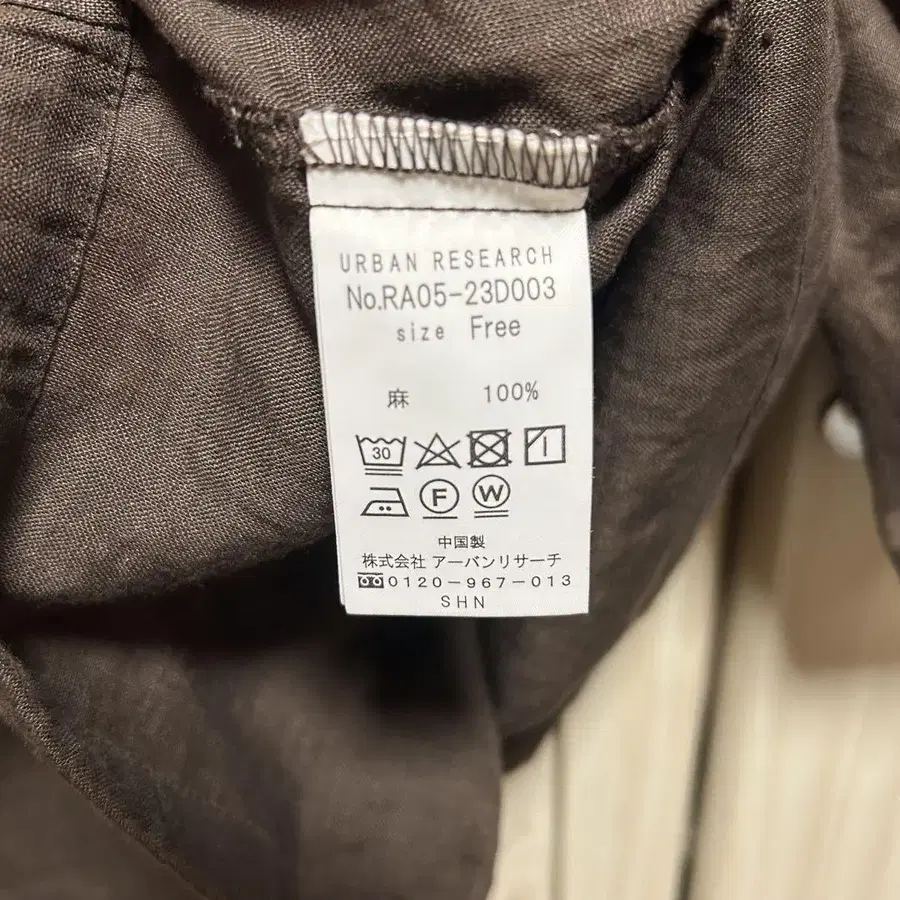 URBAN RESEARCH
No.RA05-23D003
size Free
麻 100%
30
F W
中国製
株式会社 アーバンリサーチ
0120-967-013
SHN